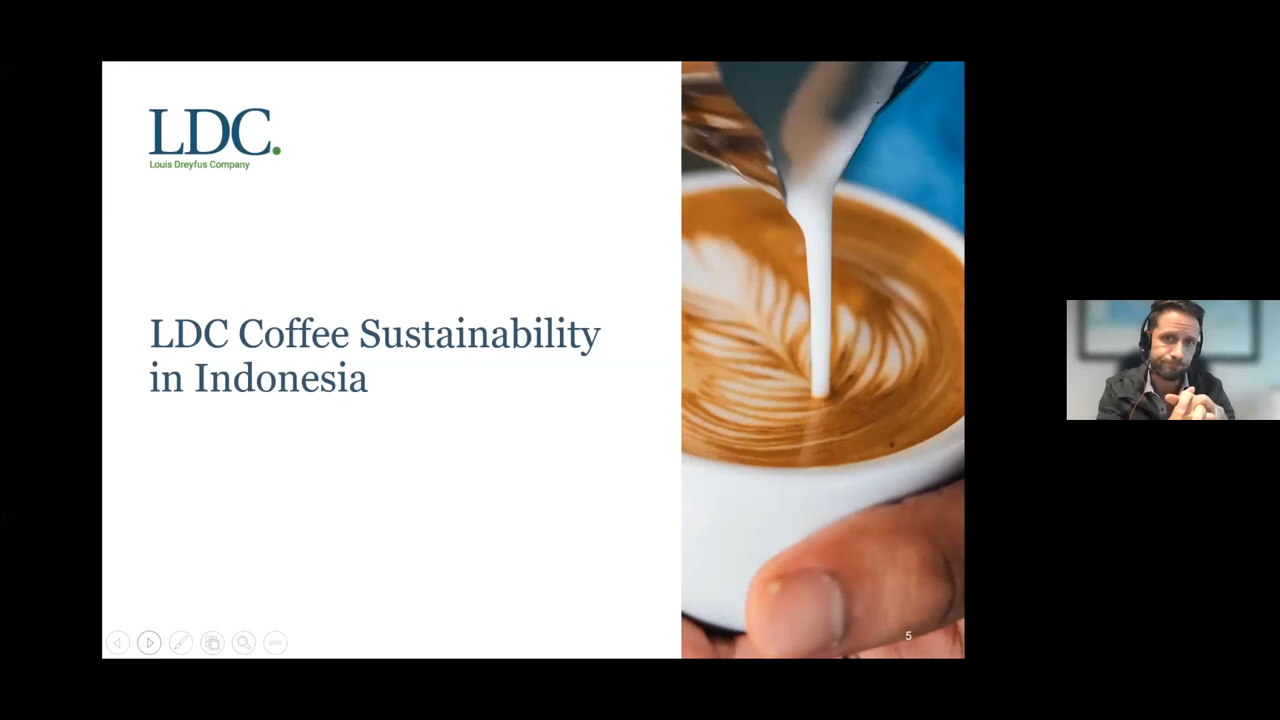 LDC.
Louis Dreyfus Company
LDC Coffee Sustainability
in Indonesia
5